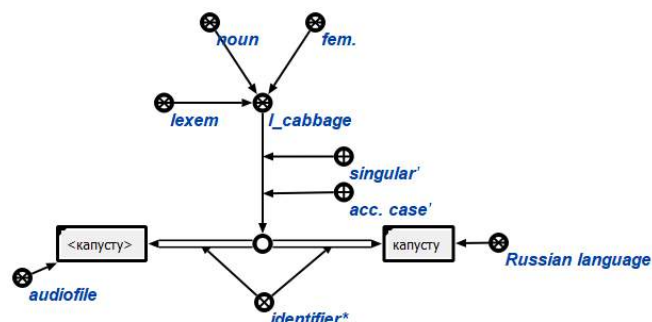 noun
fem.
lexem
l_cabbage
singular'
acc. case'
<капусту>
капусту
Russian language
audiofile
identifier*